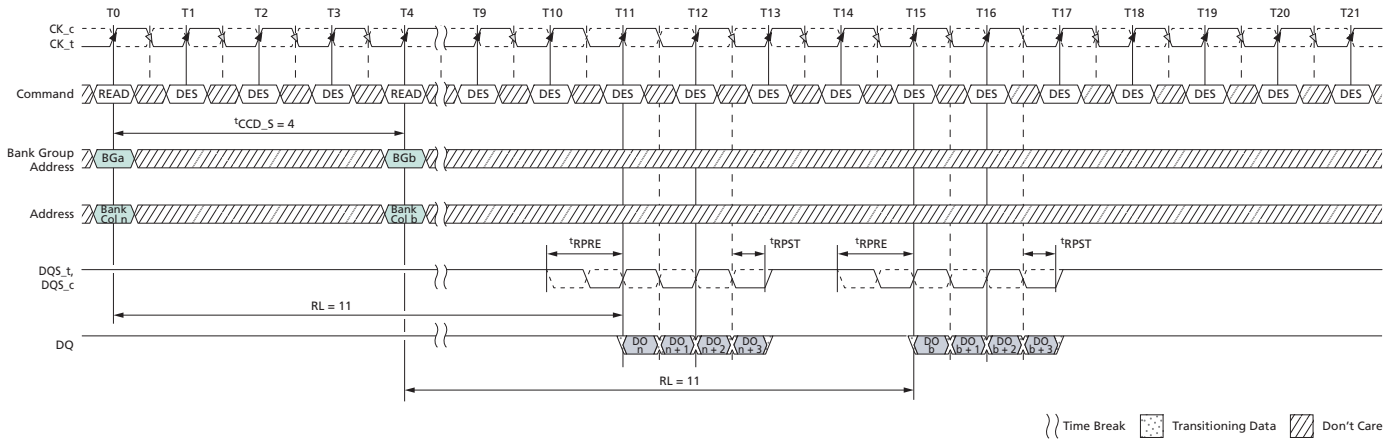 T0 T1 T2 T3 T4 T9 T10 T11 T12 T13 T14 T15 T16 T17 T18 T19 T20 T21
CK_c
CK_t
Command READ DES DES DES READ DES DES DES DES DES DES DES DES DES DES DES DES DES
tCCD_S = 4
Bank Group
Address
BGa BGb
Address
Bank
Col n
Bank
Col b
tRPRE tRPST tRPRE tRPST
DQS_t,
DQS_c
RL = 11
DQ
DO
n
DO
n + 1
DO
n + 2
DO
n + 3
DO
b
DO
b + 1
DO
b + 2
DO
b + 3
RL = 11
Time Break Transitioning Data Don't Care